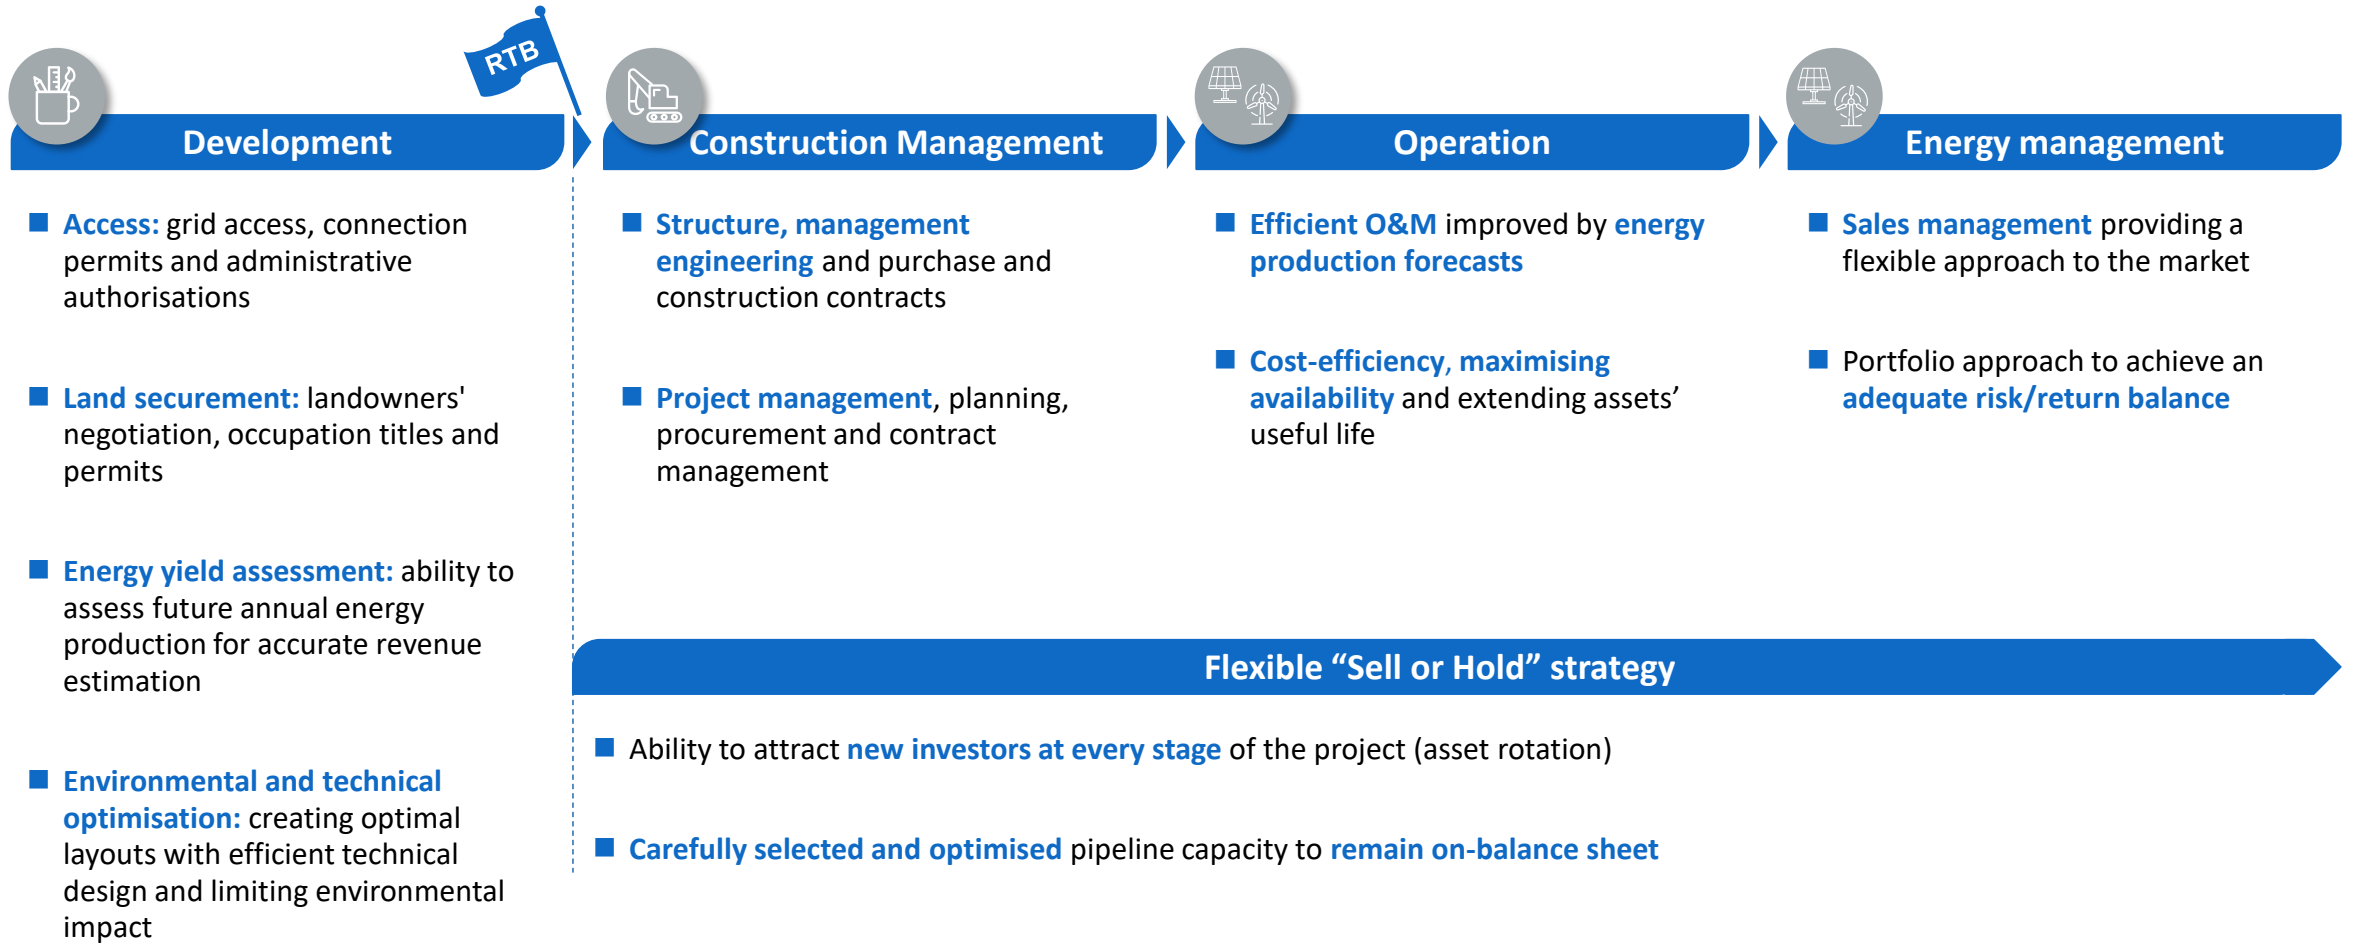 RTB
Development
Access: grid access, connection
permits and administrative
authorisations
Land securement: landowners'
negotiation, occupation titles and
permits
Energy yield assessment: ability to
assess future annual energy
production for accurate revenue
estimation
Environmental and technical
optimisation: creating optimal
layouts with efficient technical
design and limiting environmental
impact
Construction Management
Structure, management
engineering and purchase and
construction contracts
Project management, planning,
procurement and contract
management
Operation
Efficient O&M improved by energy
production forecasts
Cost-efficiency, maximising
availability and extending assets’
useful life
Energy management
Sales management providing a
flexible approach to the market
Portfolio approach to achieve an
adequate risk/return balance
Flexible “Sell or Hold” strategy
Ability to attract new investors at every stage of the project (asset rotation)
Carefully selected and optimised pipeline capacity to remain on-balance sheet